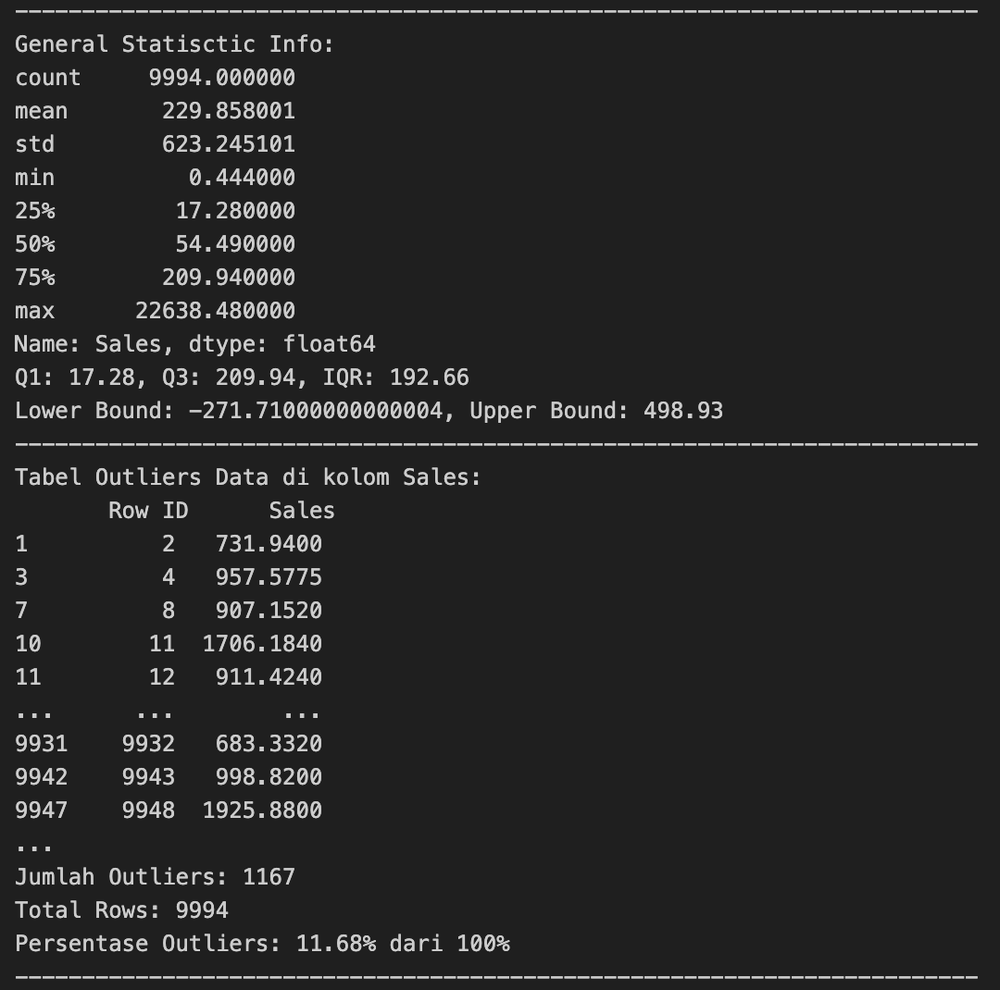 ------------------------------------------------------------------------
General Statisctic Info:
count     9994.000000
mean       229.858001
std        623.245101
min          0.444000
25%         17.280000
50%         54.490000
75%        209.940000
max      22638.480000
Name: Sales, dtype: float64
Q1: 17.28, Q3: 209.94, IQR: 192.66
Lower Bound: -271.71000000000004, Upper Bound: 498.93
------------------------------------------------------------------------
Tabel Outliers Data di kolom Sales:
       Row ID      Sales
1           2   731.9400
3           4   957.5775
7           8   907.1520
10         11  1706.1840
11         12   911.4240
...       ...        ...
9931     9932   683.3320
9942     9943   998.8200
9947     9948  1925.8800
...
Jumlah Outliers: 1167
Total Rows: 9994
Persentase Outliers: 11.68% dari 100%
------------------------------------------------------------------------